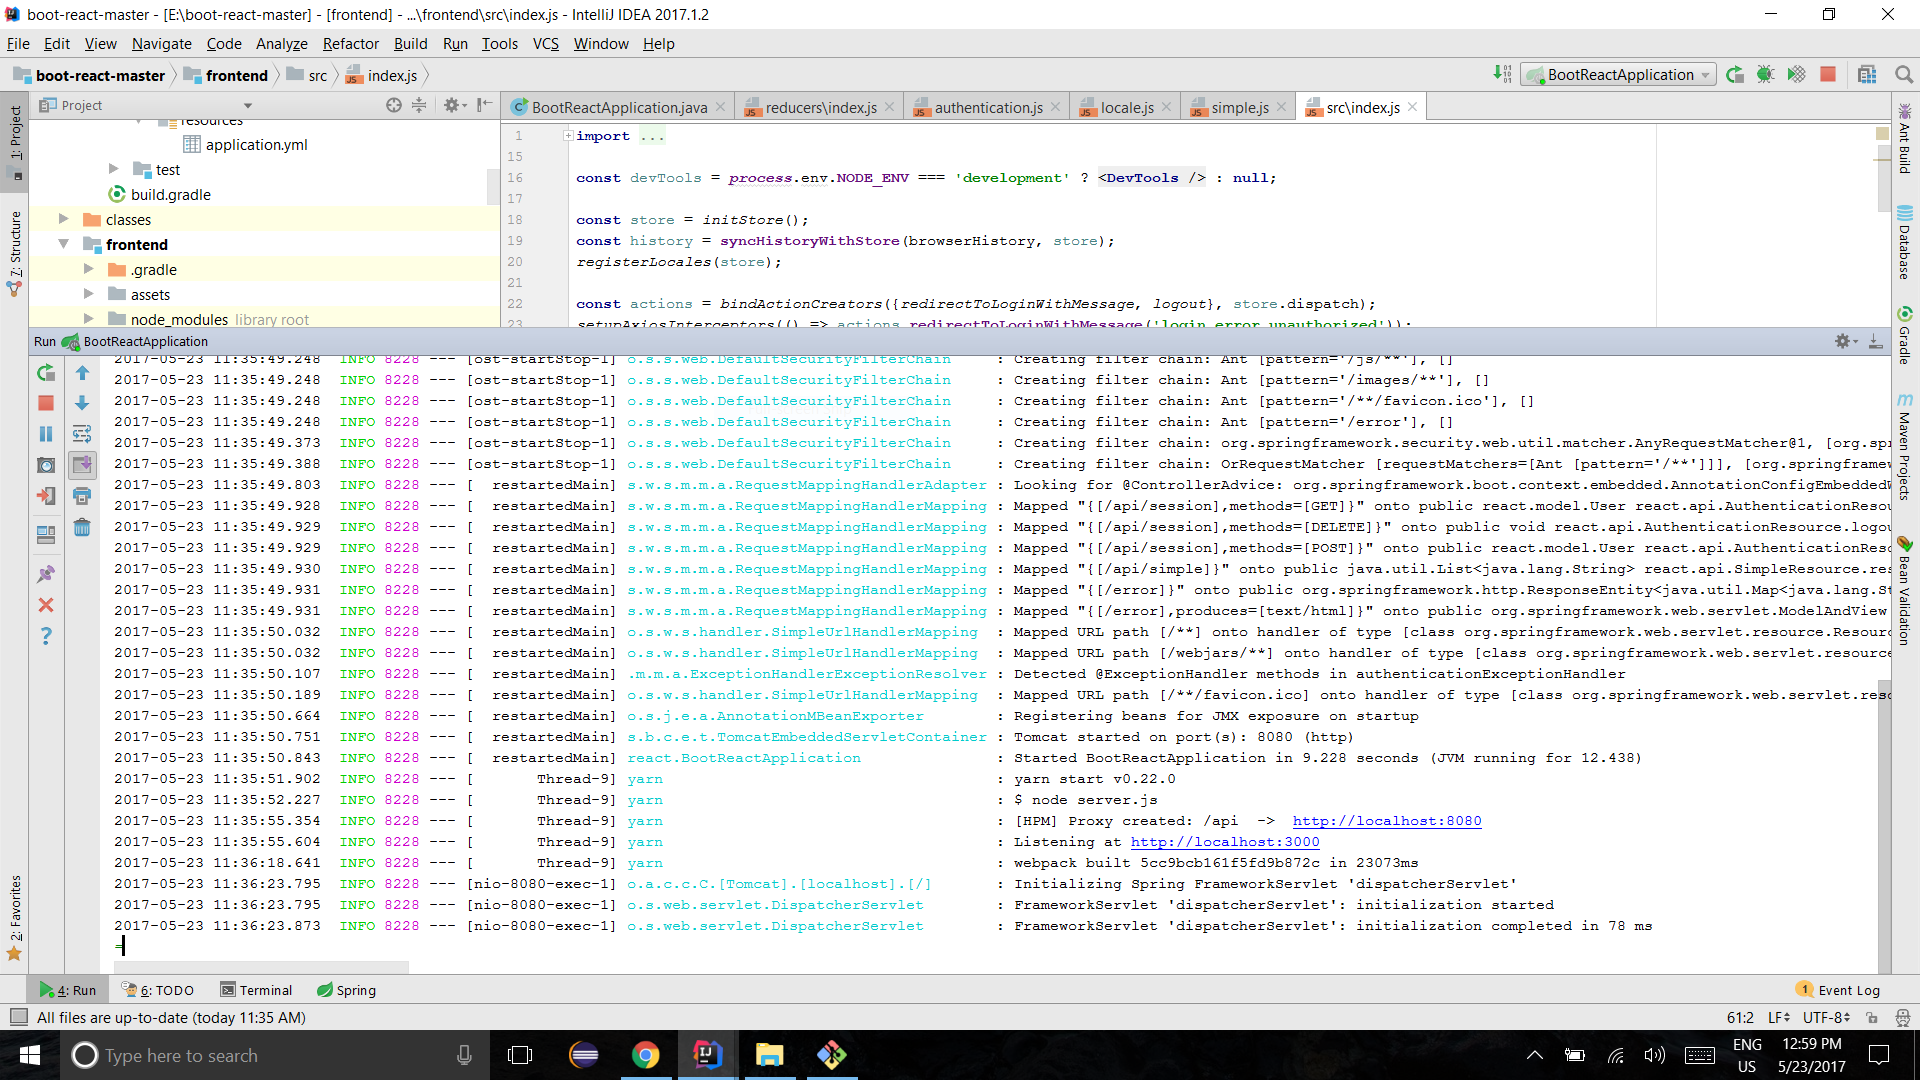 boot-react-master - [E:\boot-react-master] - [frontend] - ...\frontend\src\index.js - IntelliJ IDEA 2017.1.2
File Edit View Navigate Code Analyze Refactor Build Run Tools VCS Window Help
boot-react-master frontend src index.js BootReactApplication
Project BootReactApplication.java reducers\index.js authentication.js locale.js simple.js src\index.js
1: Project
7: Structure
2: Favorites
resources
application.yml
test
build.gradle
classes
frontend
.gradle
assets
node_modules library root
1 import ...
15
16 const devTools = process.env.NODE_ENV === 'development' ? <DevTools /> : null;
17
18 const store = initStore();
19 const history = syncHistoryWithStore(browserHistory, store);
20 registerLocales(store);
21
22 const actions = bindActionCreators({redirectToLoginWithMessage, logout}, store.dispatch);
23 setupAxiosInterceptors(() => actions.redirectToLoginWithMessage('login.error.unauthorized'));
Ant Build
Database
Gradle
Maven Projects
Bean Validation
Run BootReactApplication
2017-05-23 11:35:49.248 INFO 8228 --- [ost-startStop-1] o.s.s.web.DefaultSecurityFilterChain : Creating filter chain: Ant [pattern='/js/**'], []
2017-05-23 11:35:49.248 INFO 8228 --- [ost-startStop-1] o.s.s.web.DefaultSecurityFilterChain : Creating filter chain: Ant [pattern='/images/**'], []
2017-05-23 11:35:49.248 INFO 8228 --- [ost-startStop-1] o.s.s.web.DefaultSecurityFilterChain : Creating filter chain: Ant [pattern='/**/favicon.ico'], []
2017-05-23 11:35:49.248 INFO 8228 --- [ost-startStop-1] o.s.s.web.DefaultSecurityFilterChain : Creating filter chain: Ant [pattern='/error'], []
2017-05-23 11:35:49.373 INFO 8228 --- [ost-startStop-1] o.s.s.web.DefaultSecurityFilterChain : Creating filter chain: org.springframework.security.web.util.matcher.AnyRequestMatcher@1, [org.spr
2017-05-23 11:35:49.388 INFO 8228 --- [ost-startStop-1] o.s.s.web.DefaultSecurityFilterChain : Creating filter chain: OrRequestMatcher [requestMatchers=[Ant [pattern='/**']]], [org.springframew
2017-05-23 11:35:49.803 INFO 8228 --- [ restartedMain] s.w.s.m.m.a.RequestMappingHandlerAdapter : Looking for @ControllerAdvice: org.springframework.boot.context.embedded.AnnotationConfigEmbeddedW
2017-05-23 11:35:49.928 INFO 8228 --- [ restartedMain] s.w.s.m.m.a.RequestMappingHandlerMapping : Mapped "{[/api/session],methods=[GET]}" onto public react.model.User react.api.AuthenticationResou
2017-05-23 11:35:49.929 INFO 8228 --- [ restartedMain] s.w.s.m.m.a.RequestMappingHandlerMapping : Mapped "{[/api/session],methods=[DELETE]}" onto public void react.api.AuthenticationResource.logou
2017-05-23 11:35:49.929 INFO 8228 --- [ restartedMain] s.w.s.m.m.a.RequestMappingHandlerMapping : Mapped "{[/api/session],methods=[POST]}" onto public react.model.User react.api.AuthenticationResc
2017-05-23 11:35:49.930 INFO 8228 --- [ restartedMain] s.w.s.m.m.a.RequestMappingHandlerMapping : Mapped "{[/api/simple]}" onto public java.util.List<java.lang.String> react.api.SimpleResource.res
2017-05-23 11:35:49.931 INFO 8228 --- [ restartedMain] s.w.s.m.m.a.RequestMappingHandlerMapping : Mapped "{[/error]}" onto public org.springframework.http.ResponseEntity<java.util.Map<java.lang.St
2017-05-23 11:35:49.931 INFO 8228 --- [ restartedMain] s.w.s.m.m.a.RequestMappingHandlerMapping : Mapped "{[/error],produces=[text/html]}" onto public org.springframework.web.servlet.ModelAndView
2017-05-23 11:35:50.032 INFO 8228 --- [ restartedMain] o.s.w.s.handler.SimpleUrlHandlerMapping : Mapped URL path [/**] onto handler of type [class org.springframework.web.servlet.resource.Resourc
2017-05-23 11:35:50.032 INFO 8228 --- [ restartedMain] o.s.w.s.handler.SimpleUrlHandlerMapping : Mapped URL path [/webjars/**] onto handler of type [class org.springframework.web.servlet.resource
2017-05-23 11:35:50.107 INFO 8228 --- [ restartedMain] .m.m.a.ExceptionHandlerExceptionResolver : Detected @ExceptionHandler methods in authenticationExceptionHandler
2017-05-23 11:35:50.189 INFO 8228 --- [ restartedMain] o.s.w.s.handler.SimpleUrlHandlerMapping : Mapped URL path [/**/favicon.ico] onto handler of type [class org.springframework.web.servlet.resc
2017-05-23 11:35:50.664 INFO 8228 --- [ restartedMain] o.s.j.e.a.AnnotationMBeanExporter : Registering beans for JMX exposure on startup
2017-05-23 11:35:50.751 INFO 8228 --- [ restartedMain] s.b.c.e.t.TomcatEmbeddedServletContainer : Tomcat started on port(s): 8080 (http)
2017-05-23 11:35:50.843 INFO 8228 --- [ restartedMain] react.BootReactApplication : Started BootReactApplication in 9.228 seconds (JVM running for 12.438)
2017-05-23 11:35:51.902 INFO 8228 --- [ Thread-9] yarn : yarn start v0.22.0
2017-05-23 11:35:52.227 INFO 8228 --- [ Thread-9] yarn : $ node server.js
2017-05-23 11:35:55.354 INFO 8228 --- [ Thread-9] yarn : [HPM] Proxy created: /api -> http://localhost:8080
2017-05-23 11:35:55.604 INFO 8228 --- [ Thread-9] yarn : Listening at http://localhost:3000
2017-05-23 11:36:18.641 INFO 8228 --- [ Thread-9] yarn : webpack built 5cc9bcb161f5fd9b872c in 23073ms
2017-05-23 11:36:23.795 INFO 8228 --- [nio-8080-exec-1] o.a.c.c.C.[Tomcat].[localhost].[/] : Initializing Spring FrameworkServlet 'dispatcherServlet'
2017-05-23 11:36:23.795 INFO 8228 --- [nio-8080-exec-1] o.s.web.servlet.DispatcherServlet : FrameworkServlet 'dispatcherServlet': initialization started
2017-05-23 11:36:23.873 INFO 8228 --- [nio-8080-exec-1] o.s.web.servlet.DispatcherServlet : FrameworkServlet 'dispatcherServlet': initialization completed in 78 ms
=
4: Run 6: TODO Terminal Spring 1 Event Log
All files are up-to-date (today 11:35 AM) 61:2 LF UTF-8
Type here to search
ENG
US
12:59 PM
5/23/2017